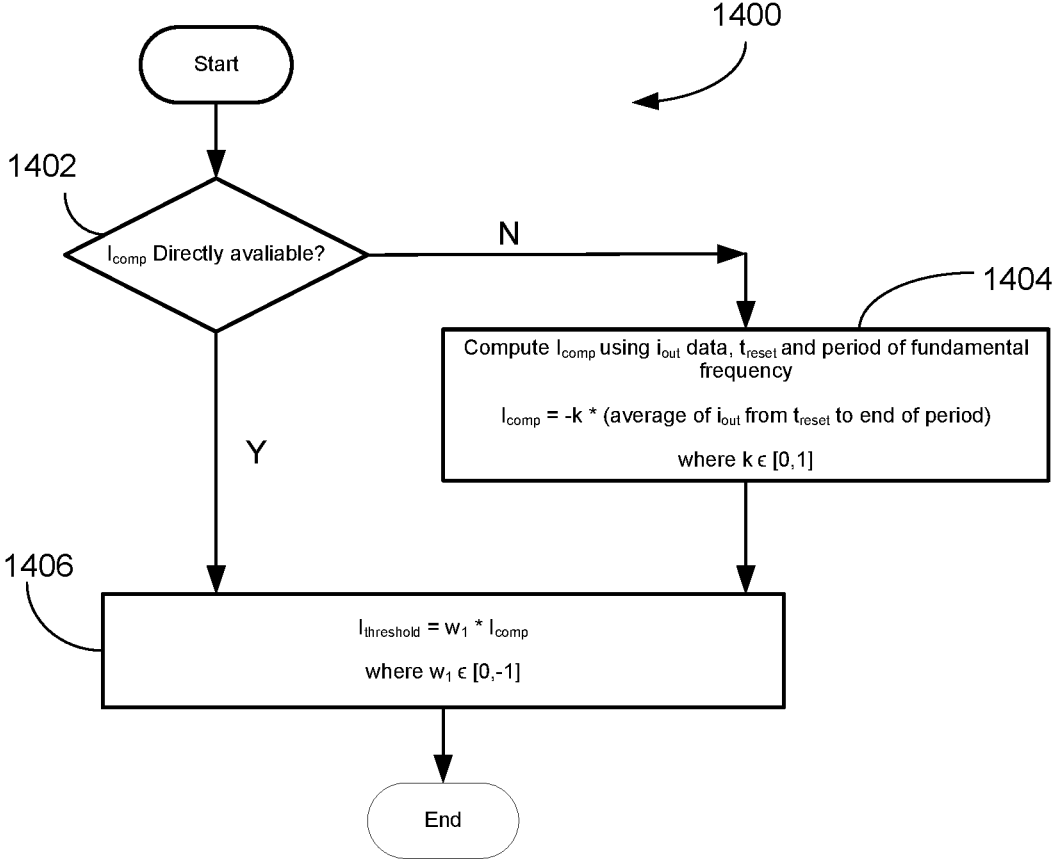 1400
Start
1402
I_comp Directly avaliable?
N
1404
Compute I_comp using i_out data, t_reset and period of fundamental
frequency
I_comp = -k * (average of i_out from t_reset to end of period)
where k ϵ [0,1]
Y
1406
I_threshold = w_1 * I_comp
where w_1 ϵ [0,-1]
End